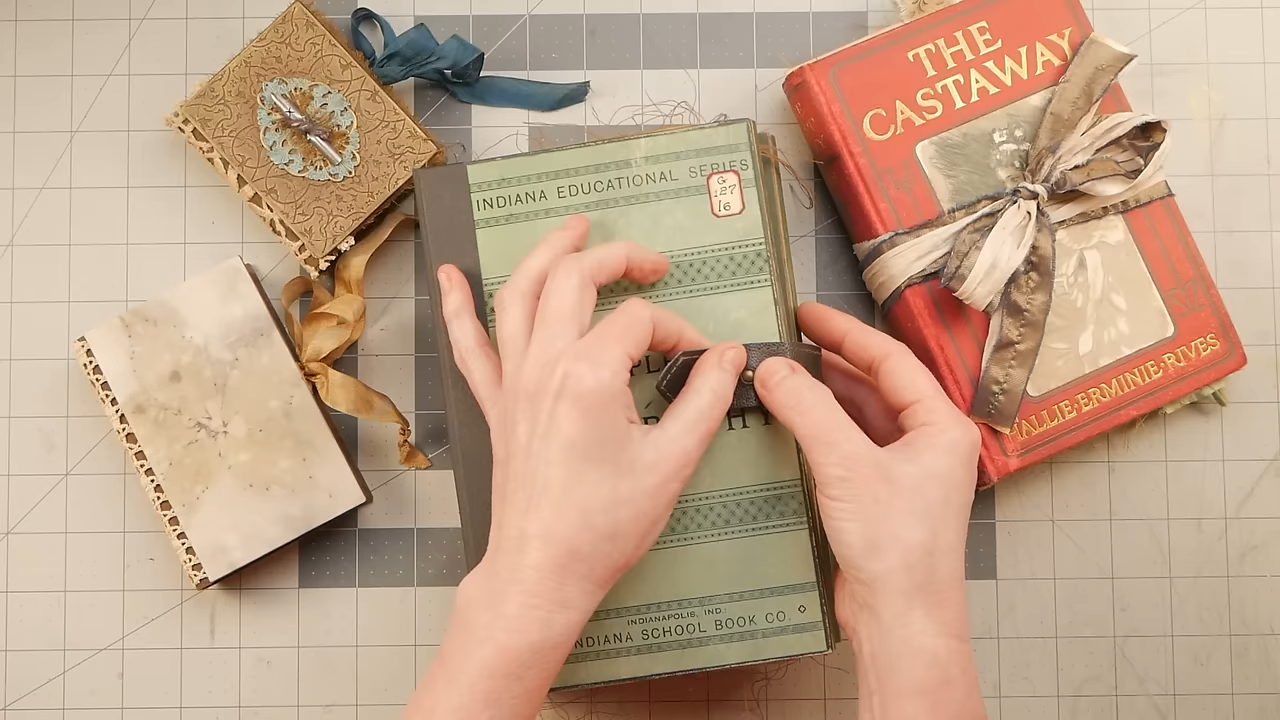 INDIANA EDUCATIONAL SERIES
G
127
16
INDIANAPOLIS, IND.:
INDIANA SCHOOL BOOK CO.
THE
CASTAWAY
HALLIE·ERMINIE·RIVES